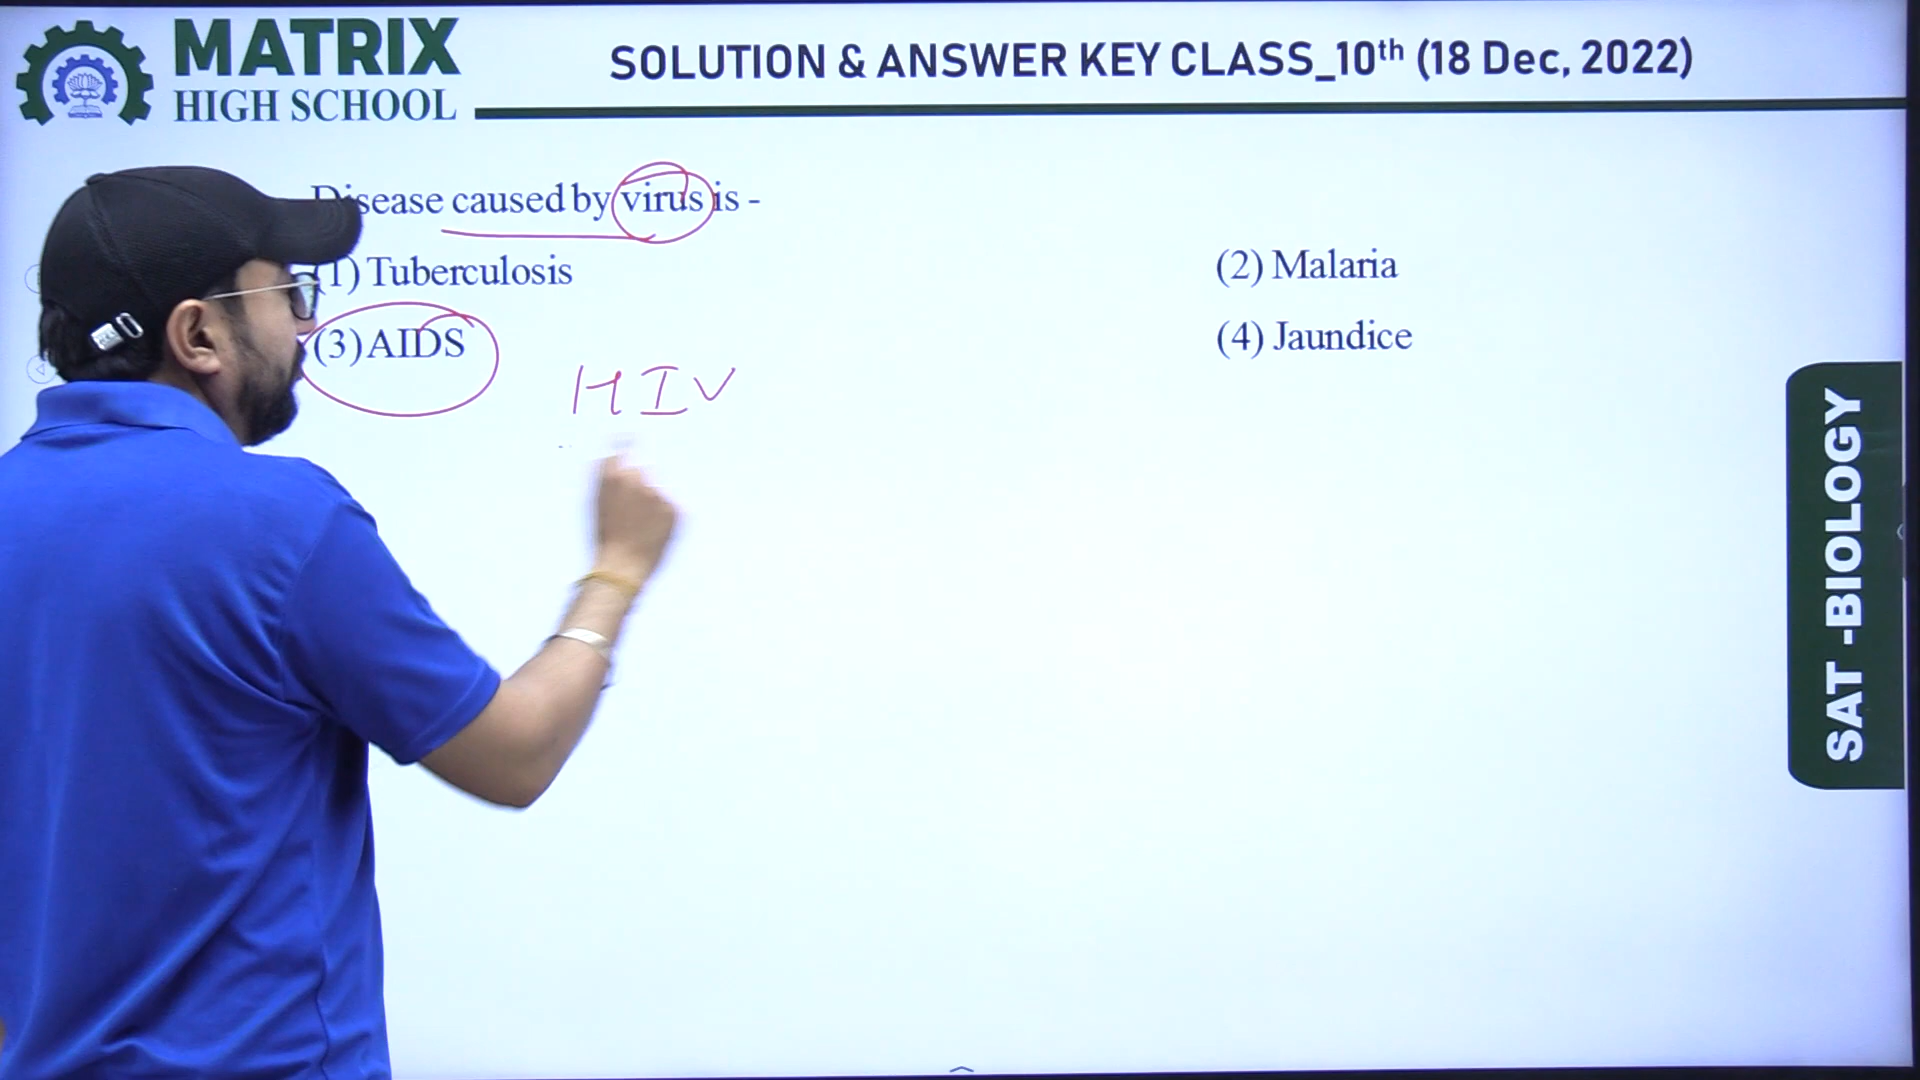 MATRIX
HIGH SCHOOL
SOLUTION & ANSWER KEY CLASS_10th (18 Dec, 2022)
Disease caused by virus is -
(1) Tuberculosis
(2) Malaria
(3) AIDS
(4) Jaundice
HIV
SAT -BIOLOGY